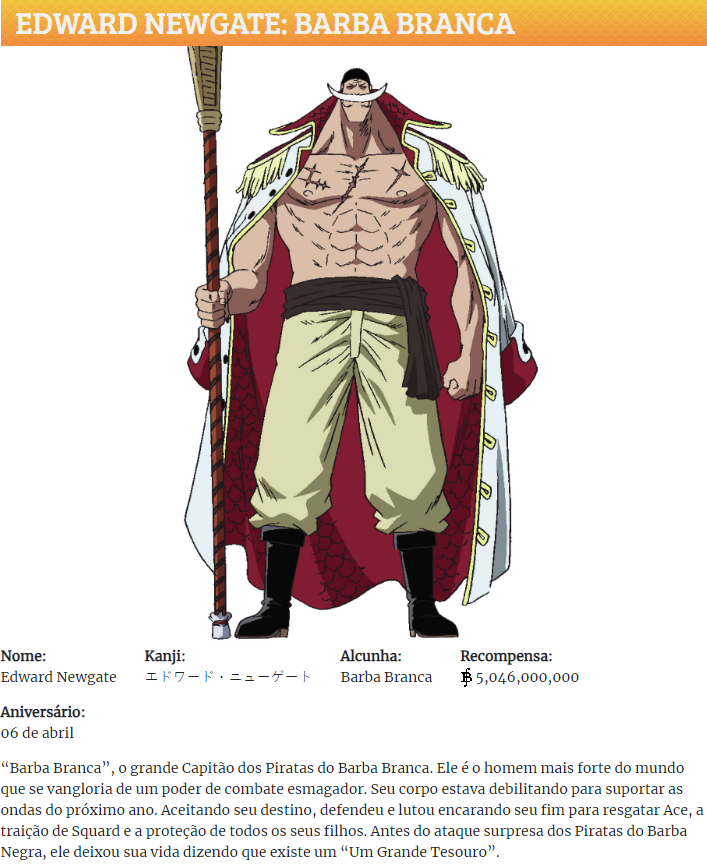 EDWARD NEWGATE: BARBA BRANCA
Nome: Kanji: Alcunha: Recompensa:
Edward Newgate エドワード・ニューゲート Barba Branca ฿ 5,046,000,000
Aniversário:
06 de abril
“Barba Branca”, o grande Capitão dos Piratas do Barba Branca. Ele é o homem mais forte do mundo
que se vangloria de um poder de combate esmagador. Seu corpo estava debilitando para suportar as
ondas do próximo ano. Aceitando seu destino, defendeu e lutou encarando seu fim para resgatar Ace, a
traição de Squard e a proteção de todos os seus filhos. Antes do ataque surpresa dos Piratas do Barba
Negra, ele deixou sua vida dizendo que existe um “Um Grande Tesouro”.